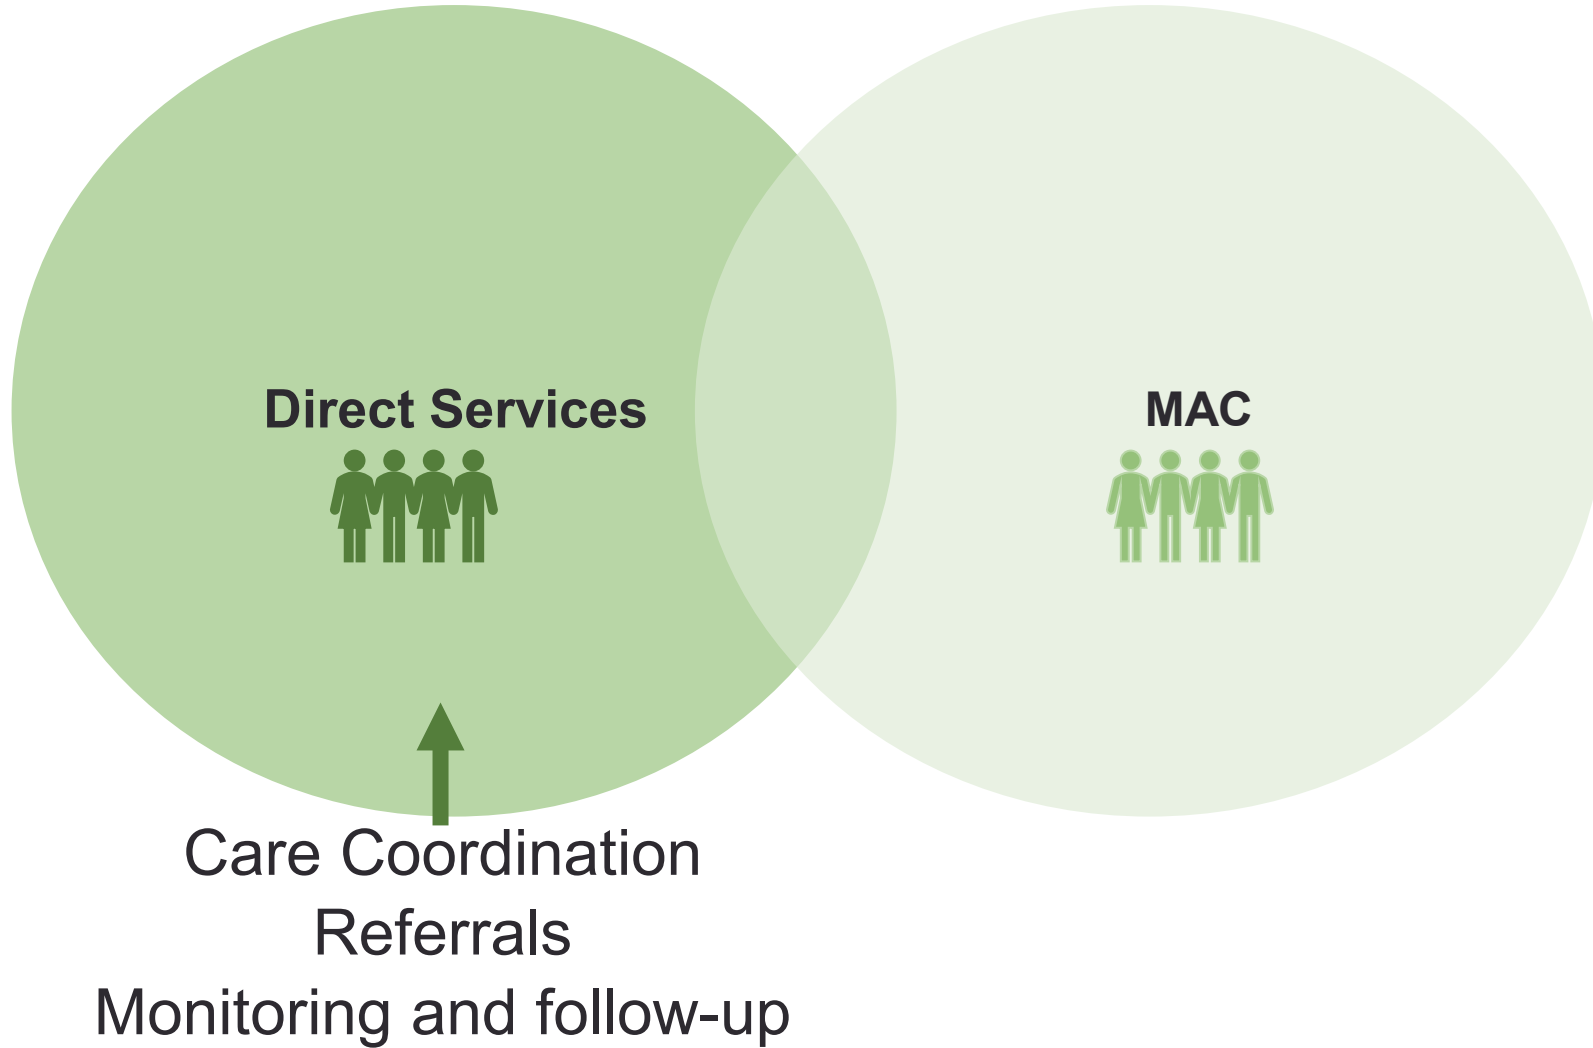 Direct Services
MAC
Care Coordination
Referrals
Monitoring and follow-up